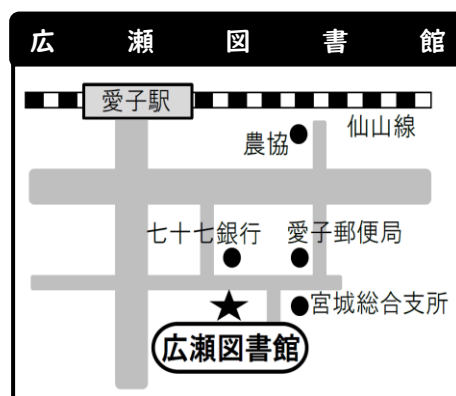 広瀬図書館
愛子駅
仙山線
農協
七十七銀行
愛子郵便局
宮城総合支所
広瀬図書館